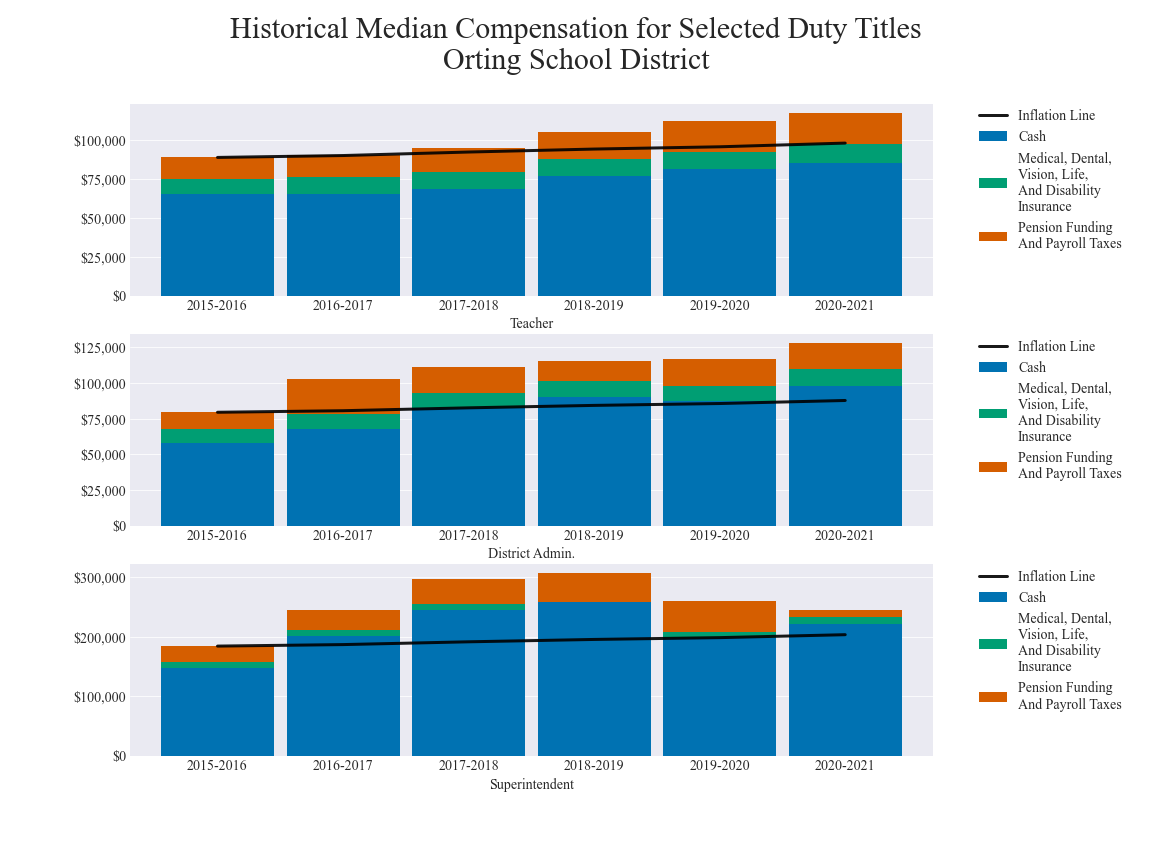 Historical Median Compensation for Selected Duty Titles
Orting School District
$100,000
$75,000
$50,000
$25,000
$0
2015-2016 2016-2017 2017-2018 2018-2019 2019-2020 2020-2021
Teacher
Inflation Line
Cash
Medical, Dental,
Vision, Life,
And Disability
Insurance
Pension Funding
And Payroll Taxes
$125,000
$100,000
$75,000
$50,000
$25,000
$0
2015-2016 2016-2017 2017-2018 2018-2019 2019-2020 2020-2021
District Admin.
Inflation Line
Cash
Medical, Dental,
Vision, Life,
And Disability
Insurance
Pension Funding
And Payroll Taxes
$300,000
$200,000
$100,000
$0
2015-2016 2016-2017 2017-2018 2018-2019 2019-2020 2020-2021
Superintendent
Inflation Line
Cash
Medical, Dental,
Vision, Life,
And Disability
Insurance
Pension Funding
And Payroll Taxes